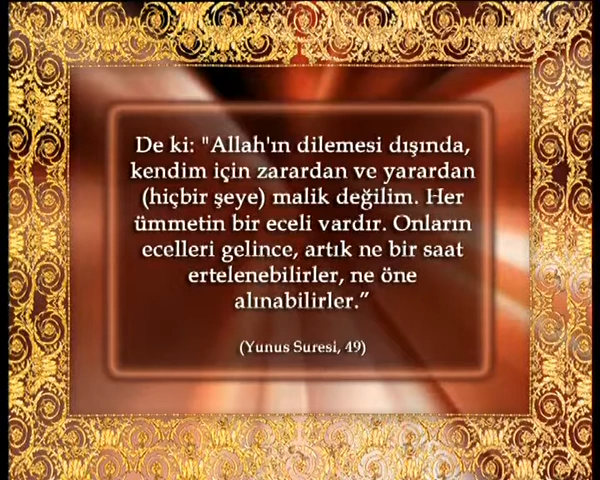 De ki: "Allah'ın dilemesi dışında,
kendim için zarardan ve yarardan
(hiçbir şeye) malik değilim. Her
ümmetin bir eceli vardır. Onların
ecelleri gelince, artık ne bir saat
ertelenebilirler, ne öne
alınabilirler.”
(Yunus Suresi, 49)